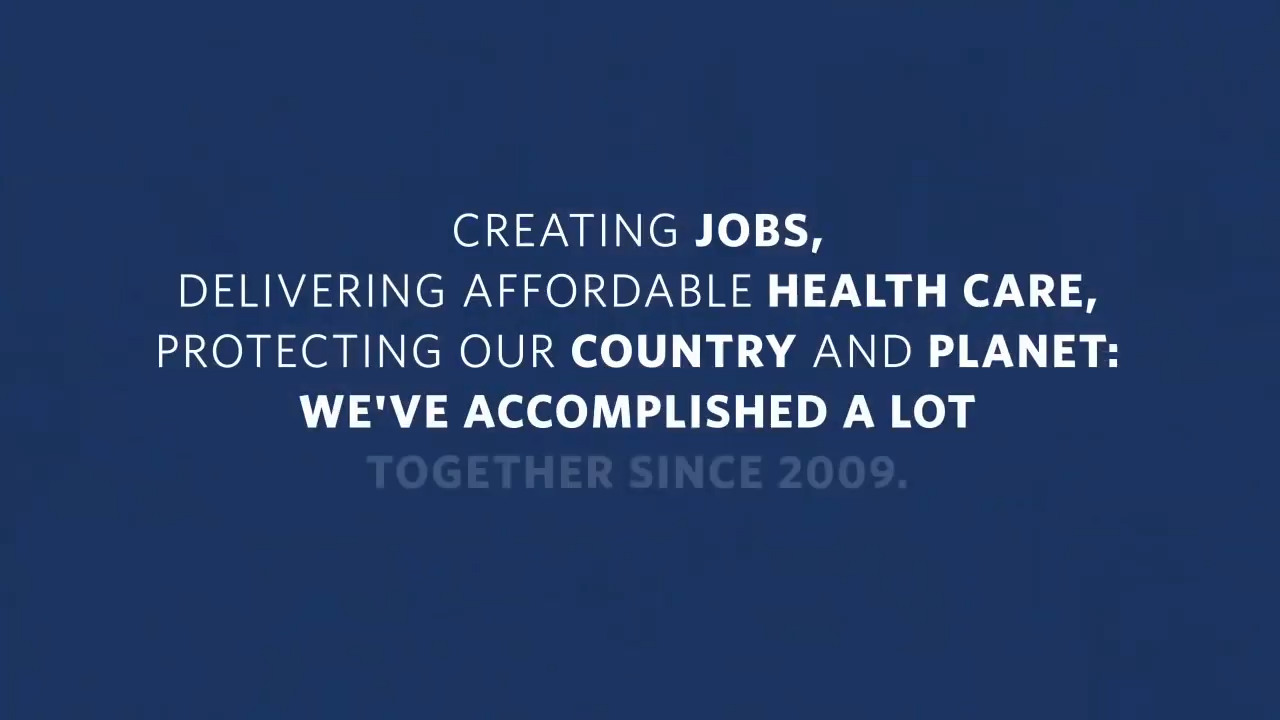 CREATING JOBS,
DELIVERING AFFORDABLE HEALTH CARE,
PROTECTING OUR COUNTRY AND PLANET:
WE'VE ACCOMPLISHED A LOT
TOGETHER SINCE 2009.